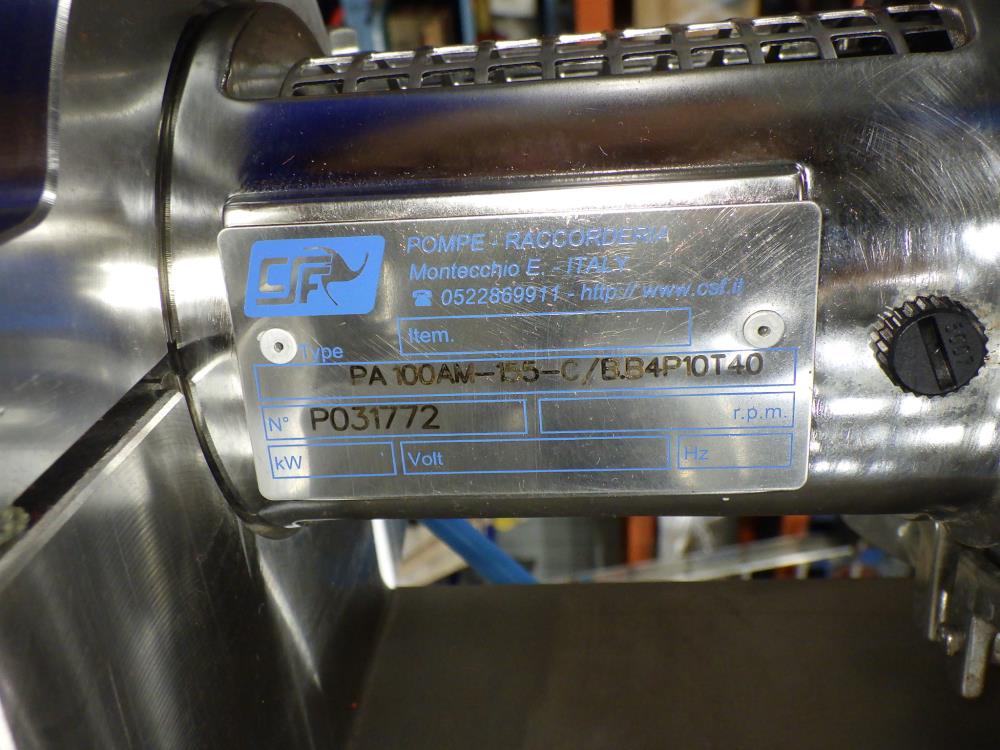 CSF
POMPE - RACCORDERIA
Montecchio E. - ITALY
☎ 0522869911 - http://www.csf.it
Item.
Type
PA 100AM-155-C/B.B4P10T40
N° P031772
r.p.m.
kW
Volt
Hz